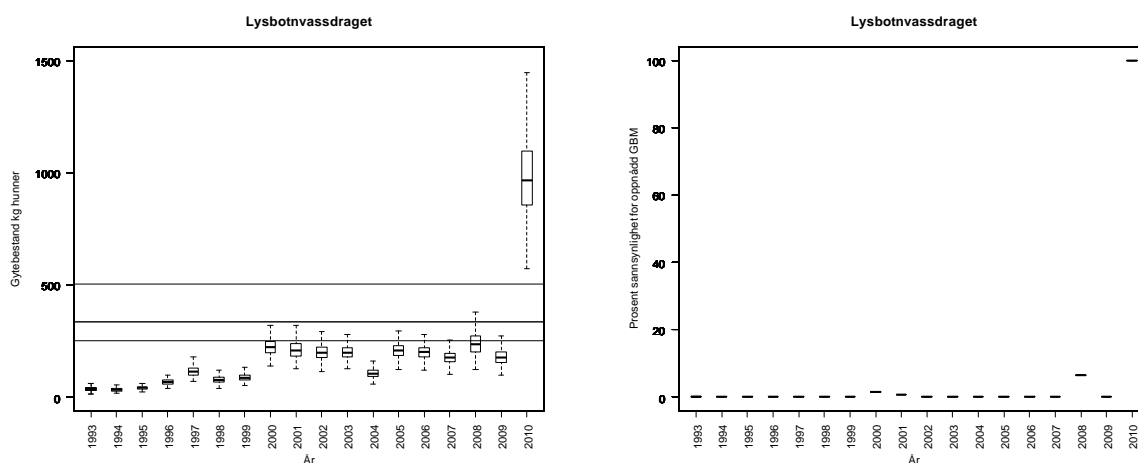 Lysbotnvassdraget
Gytebestand kg hunner
1500
1000
500
0
1993 1994 1995 1996 1997 1998 1999 2000 2001 2002 2003 2004 2005 2006 2007 2008 2009 2010
År
Lysbotnvassdraget
Prosent sannsynlighet for oppnådd GBM
100
80
60
40
20
0
1993 1994 1995 1996 1997 1998 1999 2000 2001 2002 2003 2004 2005 2006 2007 2008 2009 2010
År